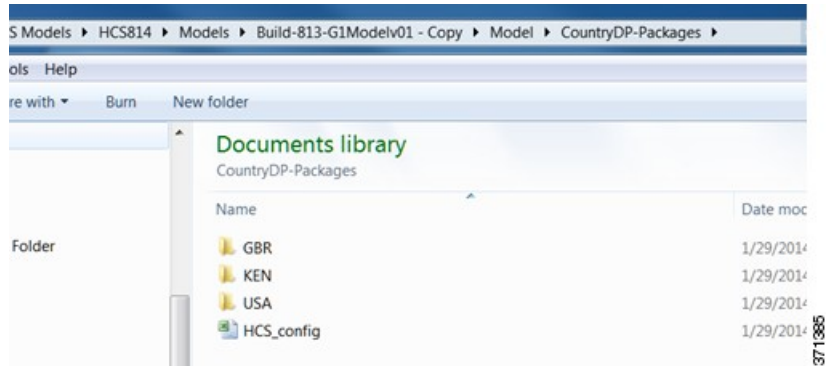 S Models ▸ HCS814 ▸ Models ▸ Build-813-G1Modelv01 - Copy ▸ Model ▸ CountryDP-Packages ▸
ols Help
re with ▾ Burn New folder
Documents library
CountryDP-Packages
Name Date moc
Folder
GBR 1/29/2014
KEN 1/29/2014
USA 1/29/2014
HCS_config 1/29/2014
371385